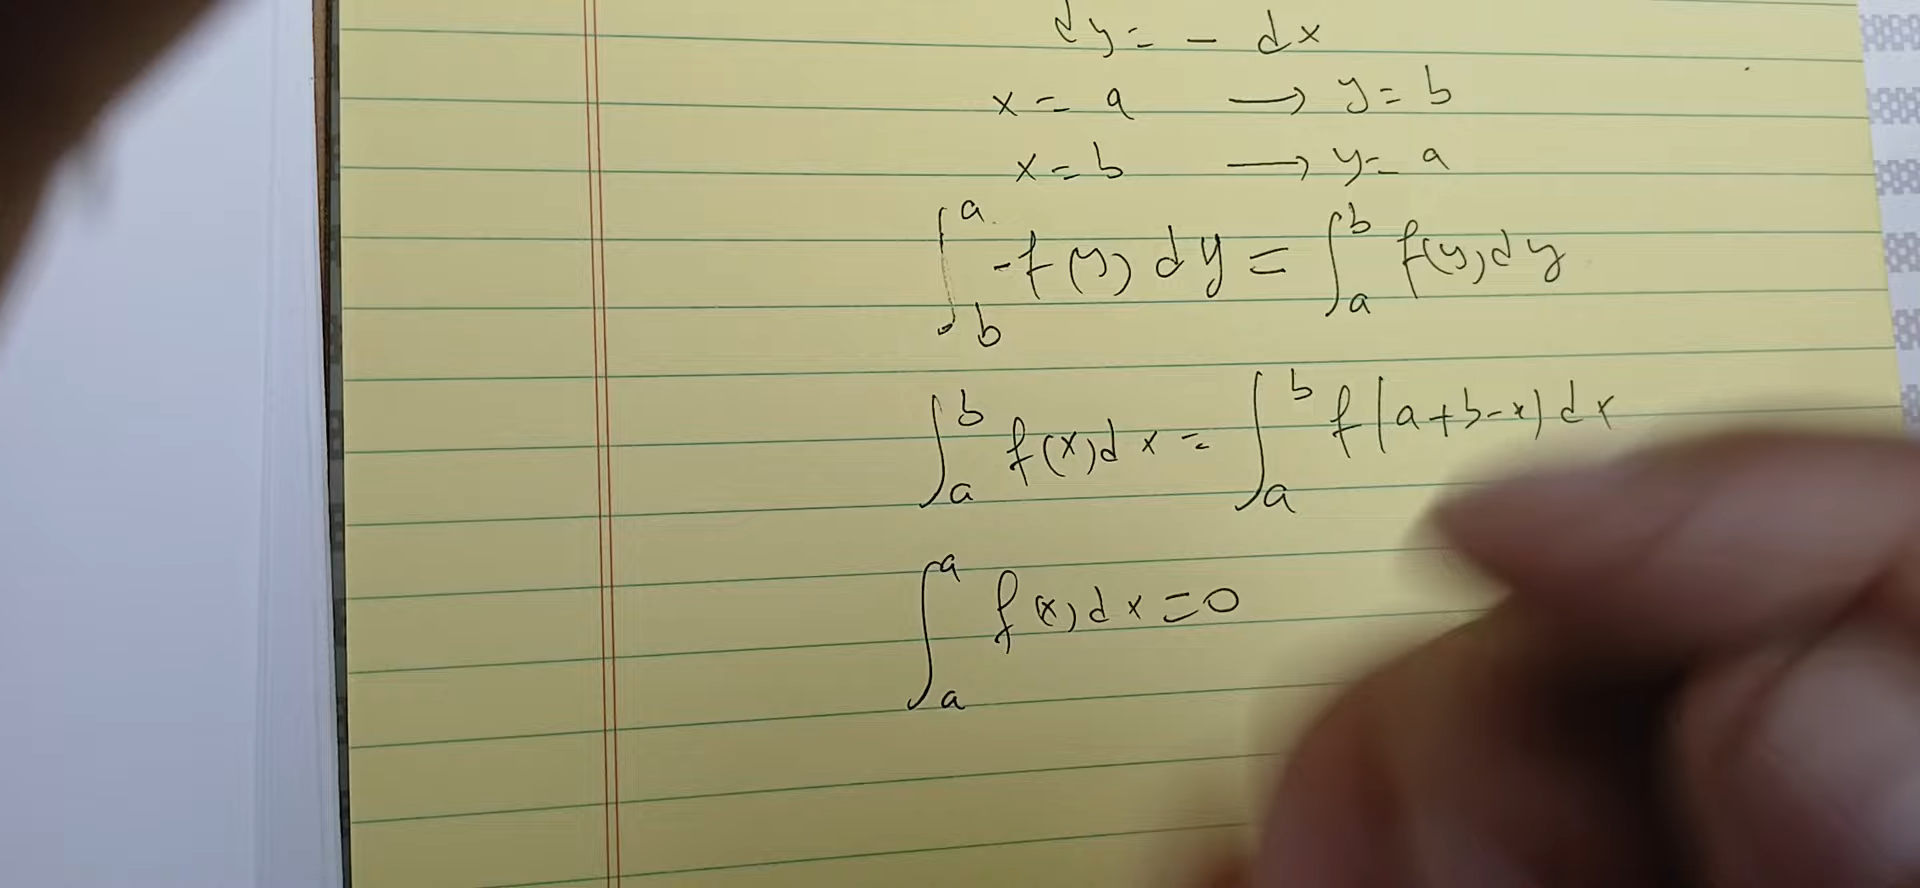 dy = - dx
x = a → y = b
x = b → y = a
∫_b^a -f(y) dy = ∫_a^b f(y) dy
∫_a^b f(x) dx = ∫_a^b f(a+b-x) dx
∫_a^a f(x) dx = 0